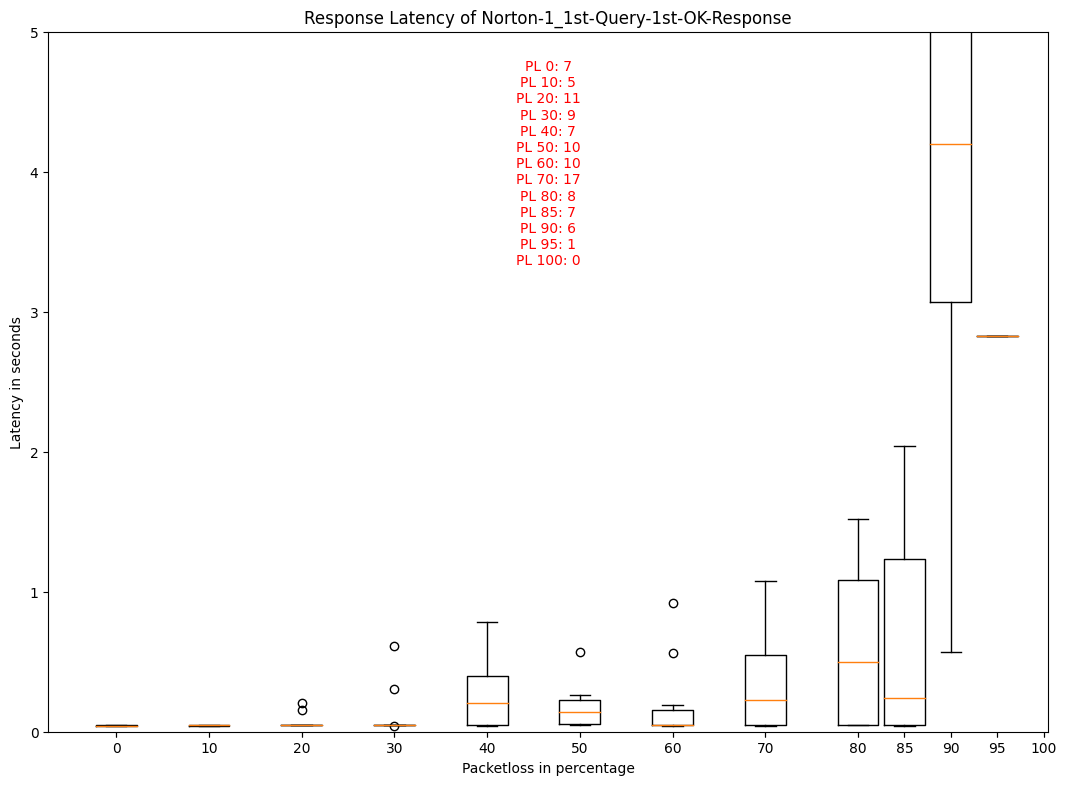 Response Latency of Norton-1_1st-Query-1st-OK-Response
5
4
3
2
1
0
Latency in seconds
PL 0: 7
PL 10: 5
PL 20: 11
PL 30: 9
PL 40: 7
PL 50: 10
PL 60: 10
PL 70: 17
PL 80: 8
PL 85: 7
PL 90: 6
PL 95: 1
PL 100: 0
0 10 20 30 40 50 60 70 80 85 90 95 100
Packetloss in percentage